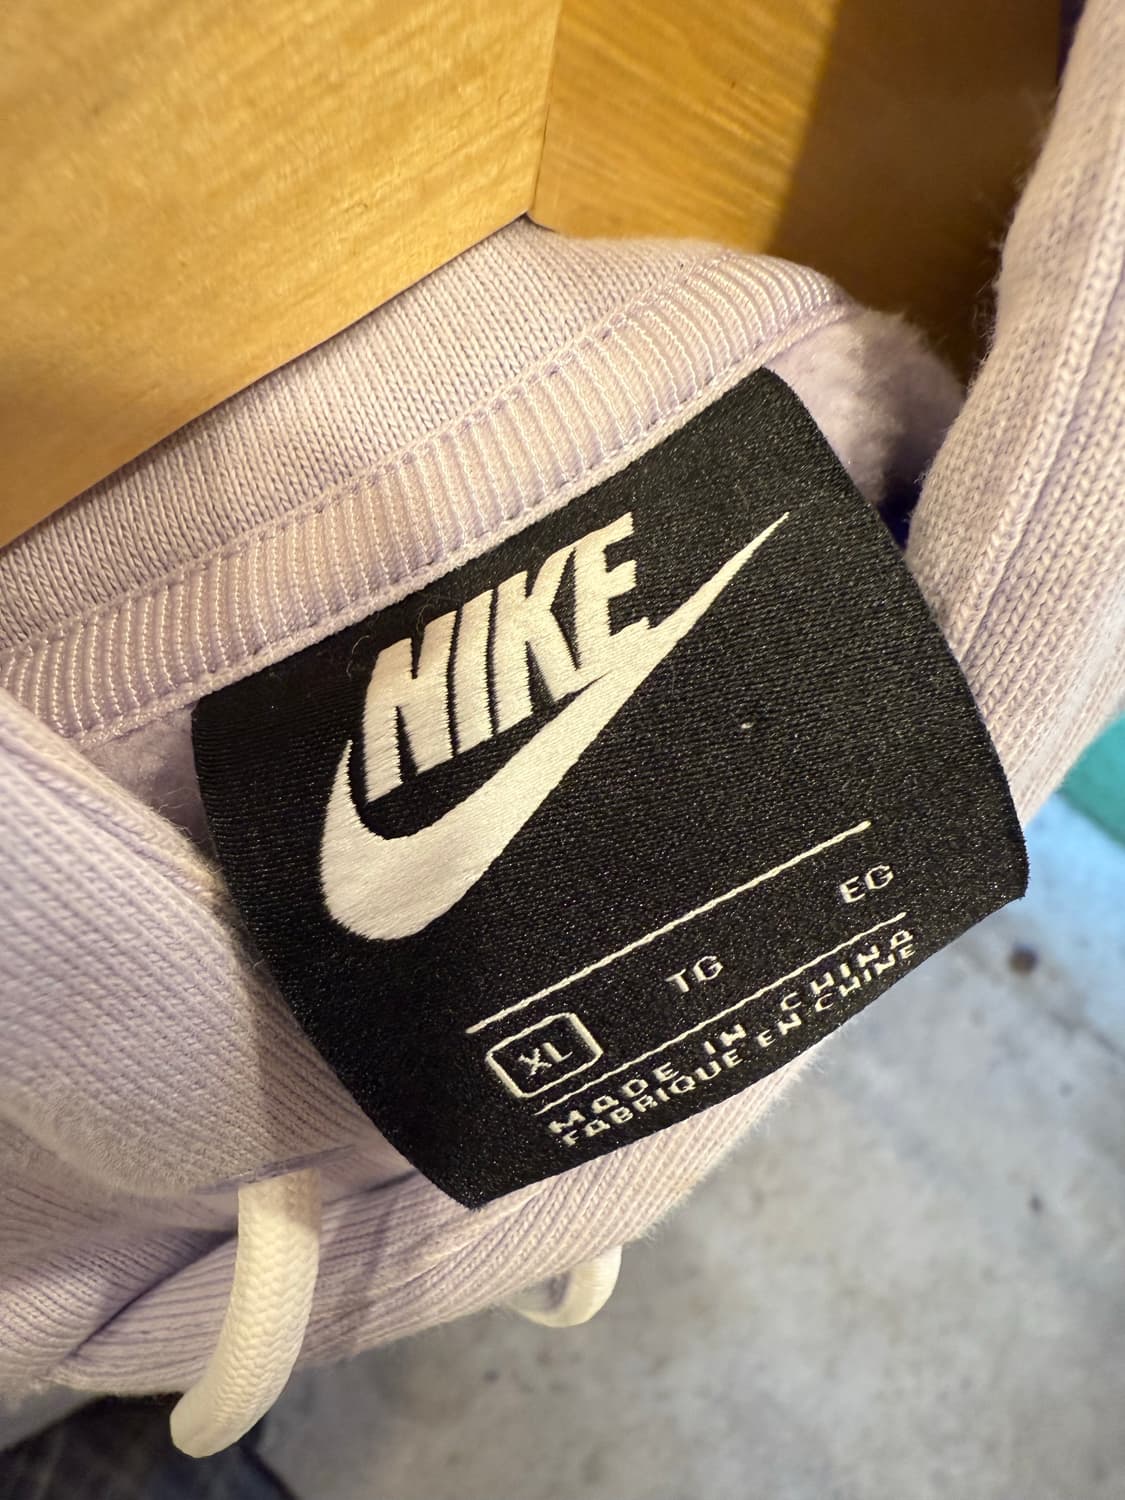 NIKE
XL TG EG
MADE IN CHINA
FABRIQUE EN CHINE